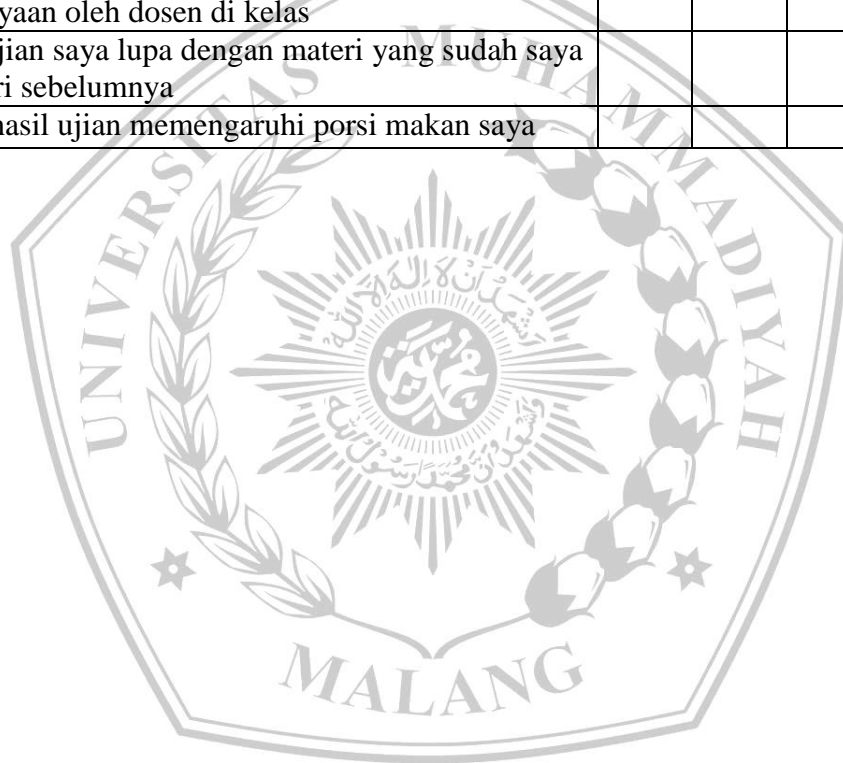 yaan oleh dosen di kelas
jian saya lupa dengan materi yang sudah saya
ri sebelumnya
hasil ujian memengaruhi porsi makan saya
UNIVERSITAS MUHAMMADIYAH
MALANG